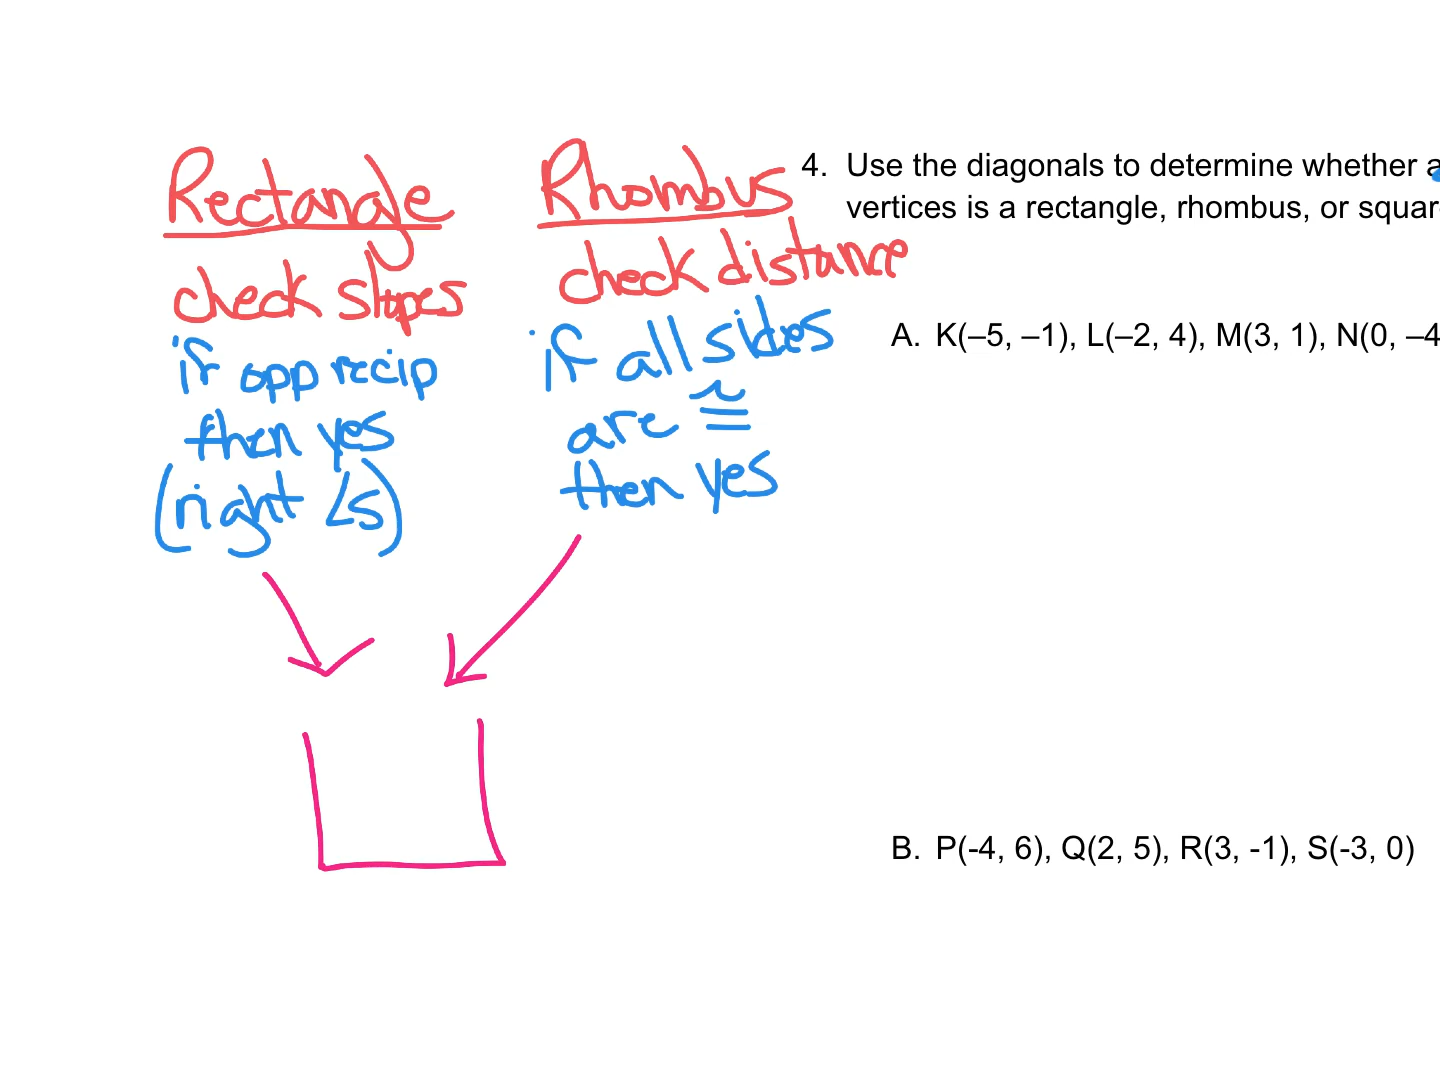 Rectangle
check slopes
if opp recip
then yes
(right ∠s)
Rhombus
check distance
if all sides
are ≅
then yes
4. Use the diagonals to determine whether a
vertices is a rectangle, rhombus, or squar
A. K(–5, –1), L(–2, 4), M(3, 1), N(0, –4
B. P(-4, 6), Q(2, 5), R(3, -1), S(-3, 0)